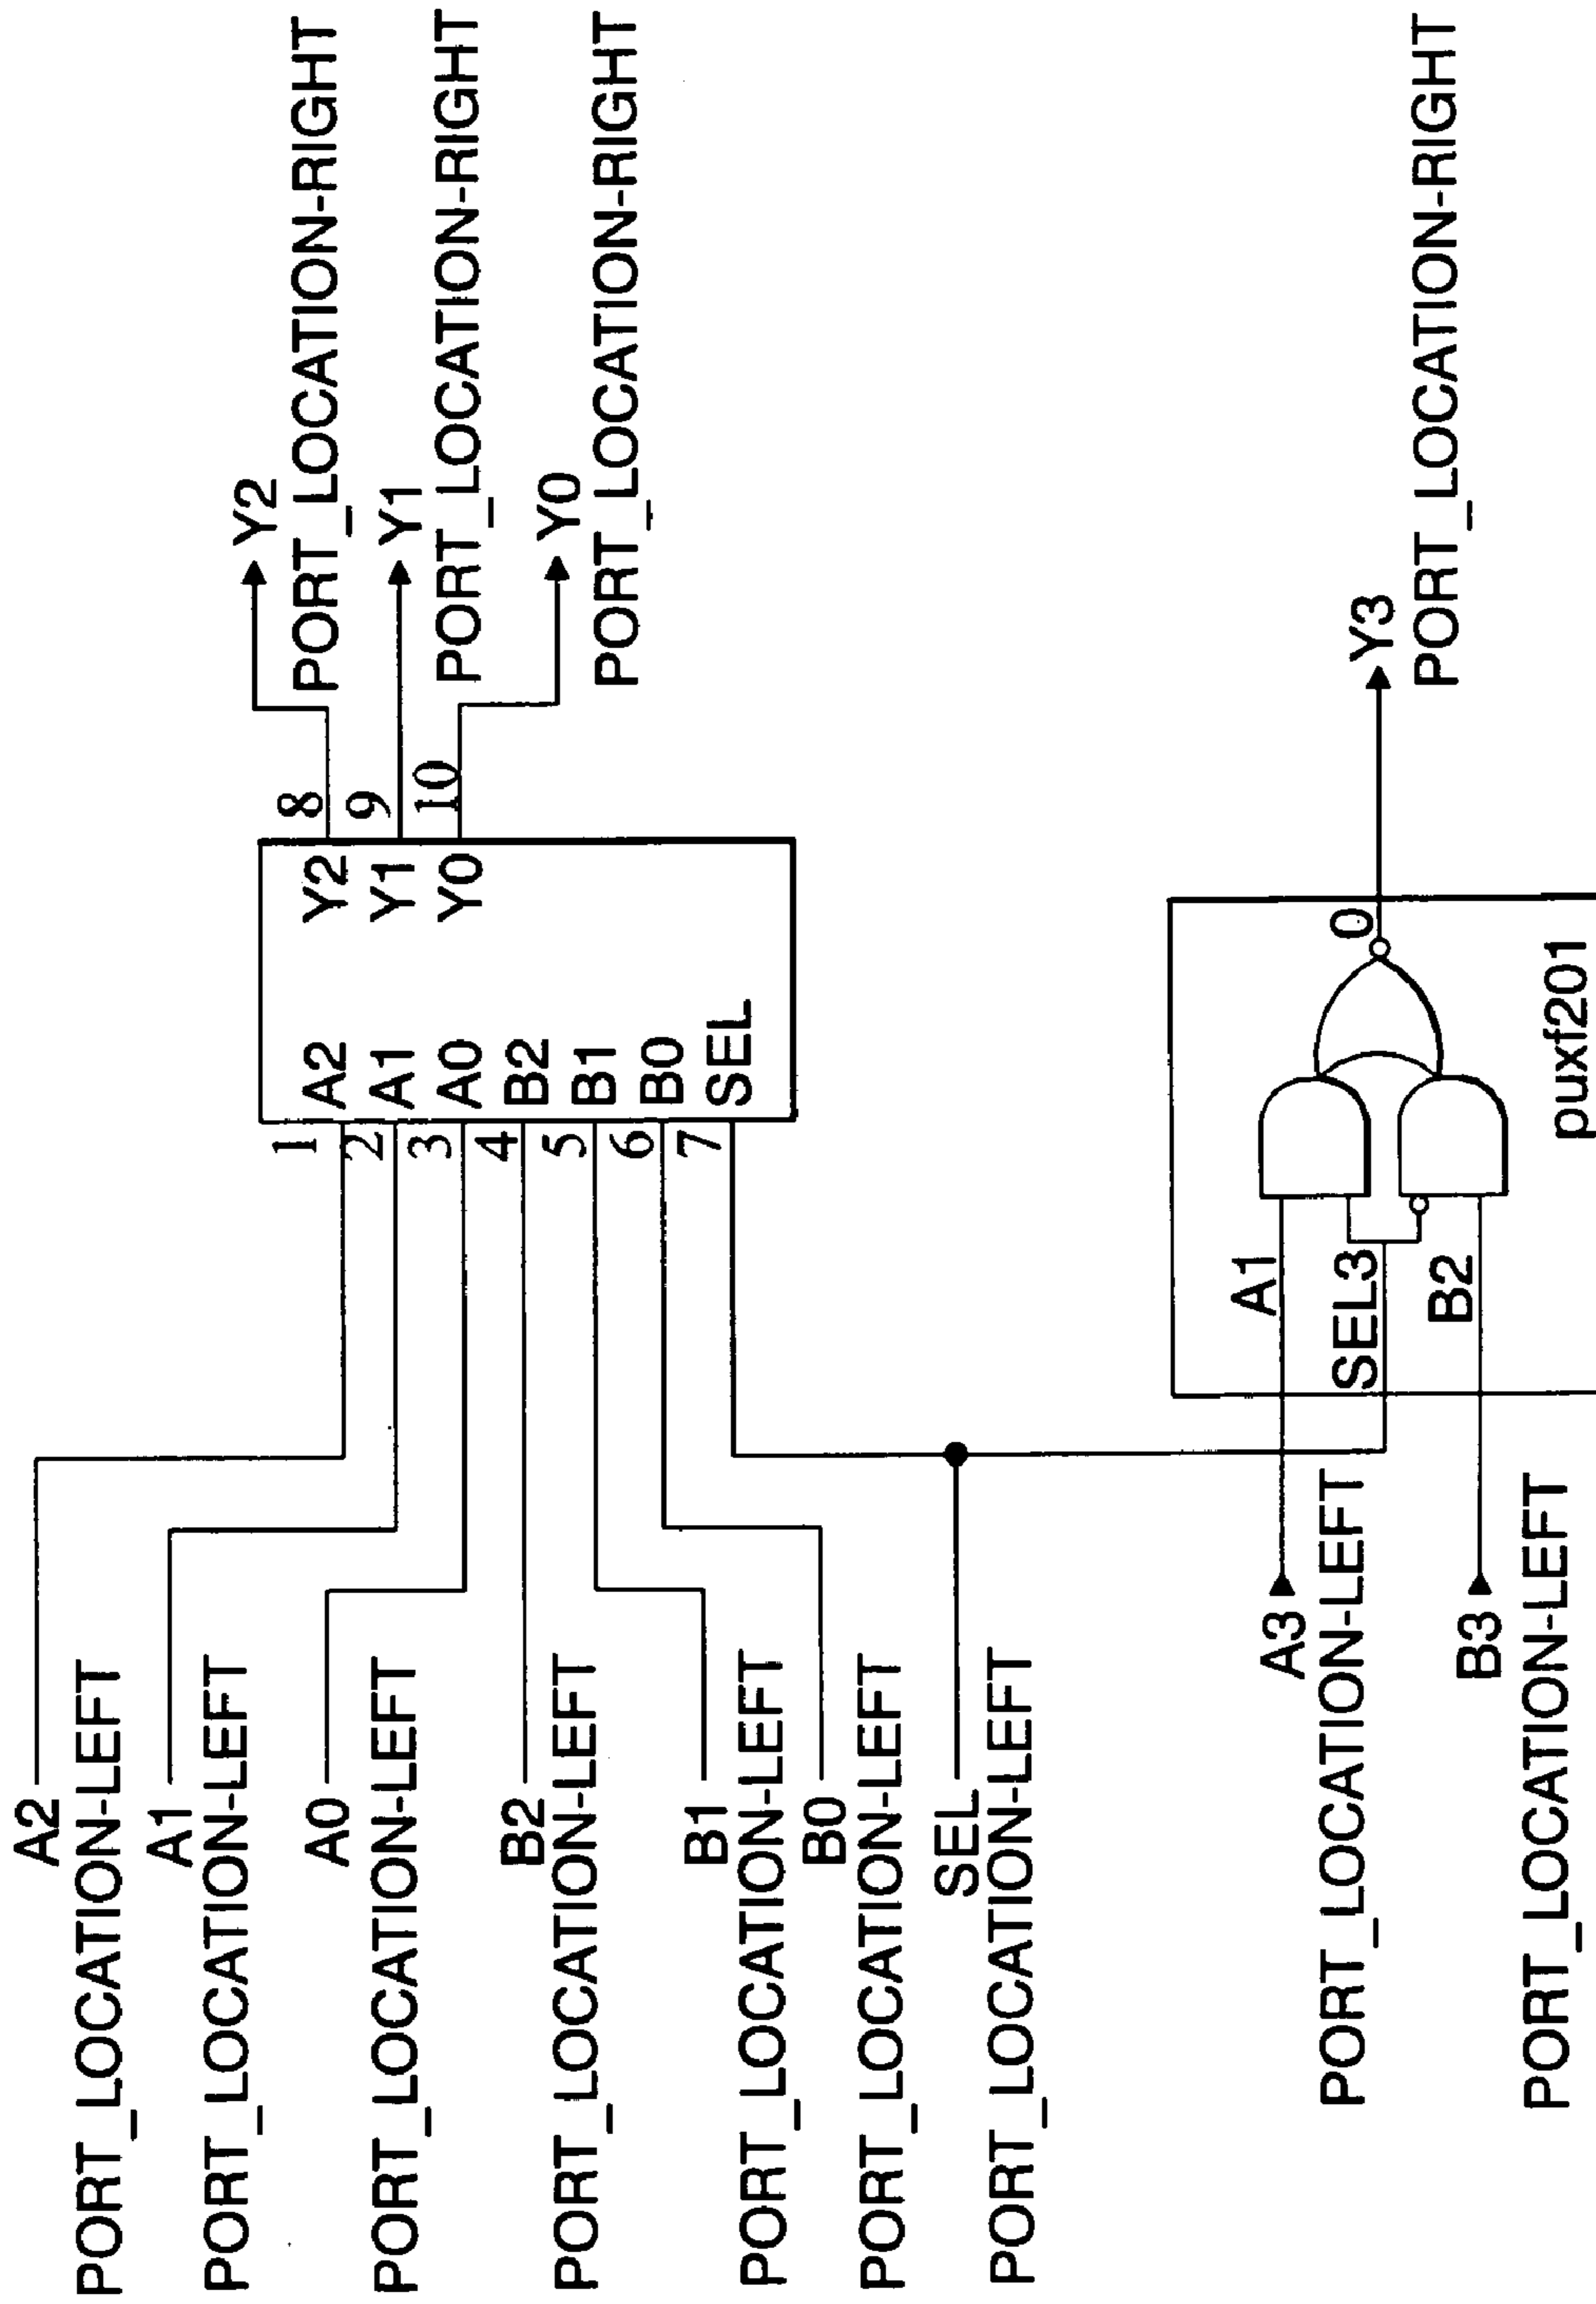 A2
PORT_LOCATION-LEFT
A1
PORT_LOCATION-LEFT
A0
PORT_LOCATION-LEFT
B2
PORT_LOCATION-LEFT
B1
PORT_LOCATION-LEFT
B0
PORT_LOCATION-LEFT
SEL
PORT_LOCATION-LEFT
1 A2
2 A1
3 A0
4 B2
5 B1
6 B0
7 SEL
Y2 8
Y1 9
Y0 10
Y2
PORT_LOCATION-RIGHT
Y1
PORT_LOCATION-RIGHT
Y0
PORT_LOCATION-RIGHT
A3
PORT_LOCATION-LEFT
B3
PORT_LOCATION-LEFT
A1
SEL3
B2
0
puxf201
Y3
PORT_LOCATION-RIGHT